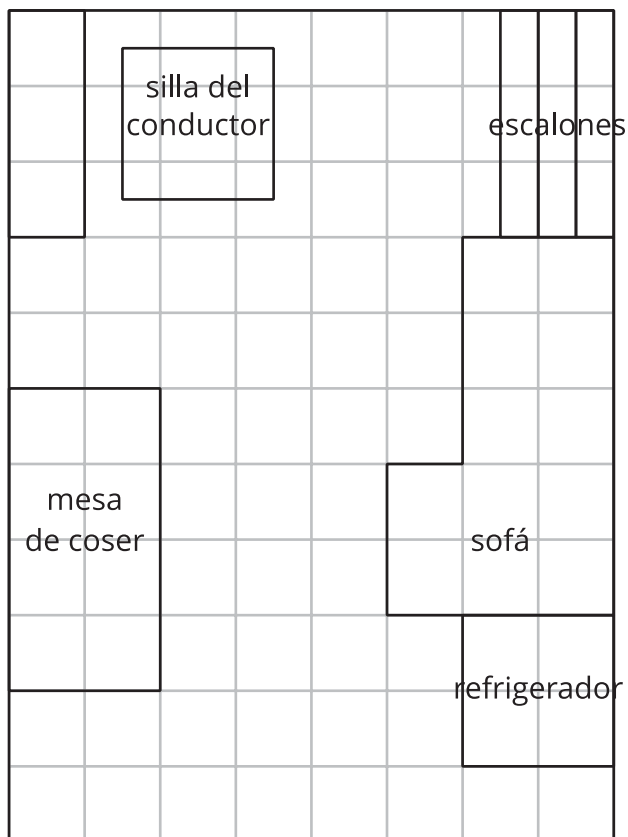 silla del
conductor
escalones
mesa
de coser
sofá
refrigerador